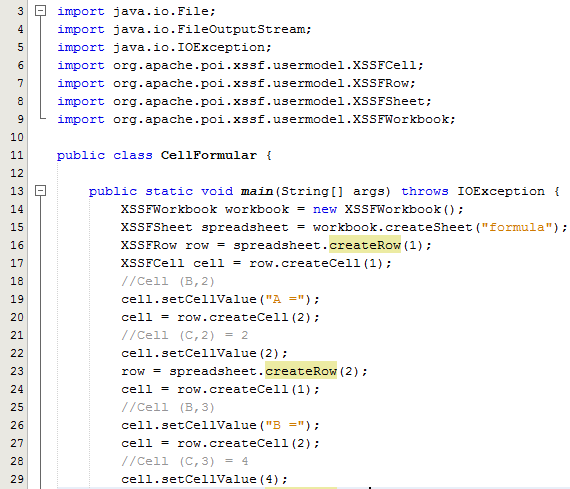 3 import java.io.File;
4 import java.io.FileOutputStream;
5 import java.io.IOException;
6 import org.apache.poi.xssf.usermodel.XSSFCell;
7 import org.apache.poi.xssf.usermodel.XSSFRow;
8 import org.apache.poi.xssf.usermodel.XSSFSheet;
9 import org.apache.poi.xssf.usermodel.XSSFWorkbook;
10
11 public class CellFormular {
12
13 public static void main(String[] args) throws IOException {
14 XSSFWorkbook workbook = new XSSFWorkbook();
15 XSSFSheet spreadsheet = workbook.createSheet("formula");
16 XSSFRow row = spreadsheet.createRow(1);
17 XSSFCell cell = row.createCell(1);
18 //Cell (B,2)
19 cell.setCellValue("A =");
20 cell = row.createCell(2);
21 //Cell (C,2) = 2
22 cell.setCellValue(2);
23 row = spreadsheet.createRow(2);
24 cell = row.createCell(1);
25 //Cell (B,3)
26 cell.setCellValue("B =");
27 cell = row.createCell(2);
28 //Cell (C,3) = 4
29 cell.setCellValue(4);